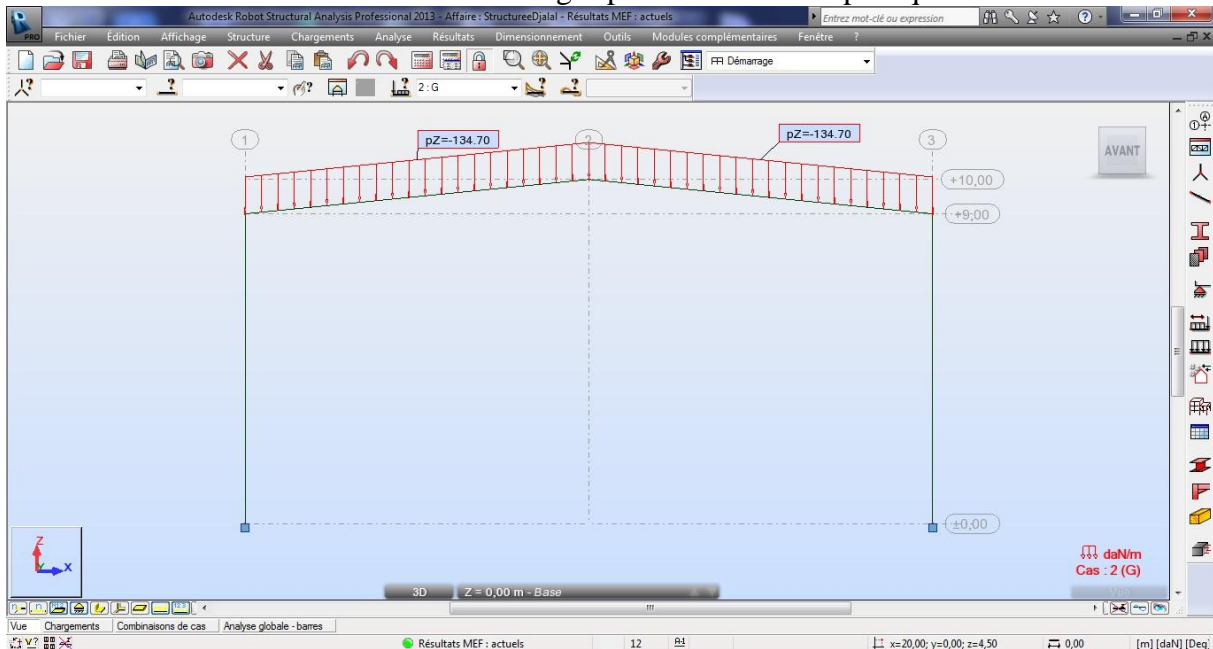 Autodesk Robot Structural Analysis Professional 2013 - Affaire : StructureeDjalal - Résultats MEF : actuels
Entrez mot-clé ou expression
PRO
Fichier Édition Affichage Structure Chargements Analyse Résultats Dimensionnement Outils Modules complémentaires Fenêtre ?
Démarrage
2 : G
1
pZ=-134.70
2
pZ=-134.70
3
AVANT
+10,00
+9,00
±0,00
Z
X
daN/m
Cas : 2 (G)
3D Z = 0,00 m - Base
Vue
Vue Chargements Combinaisons de cas Analyse globale - barres
Résultats MEF : actuels 12 x=20,00; y=0,00; z=4,50 0,00 [m] [daN] [Deg]